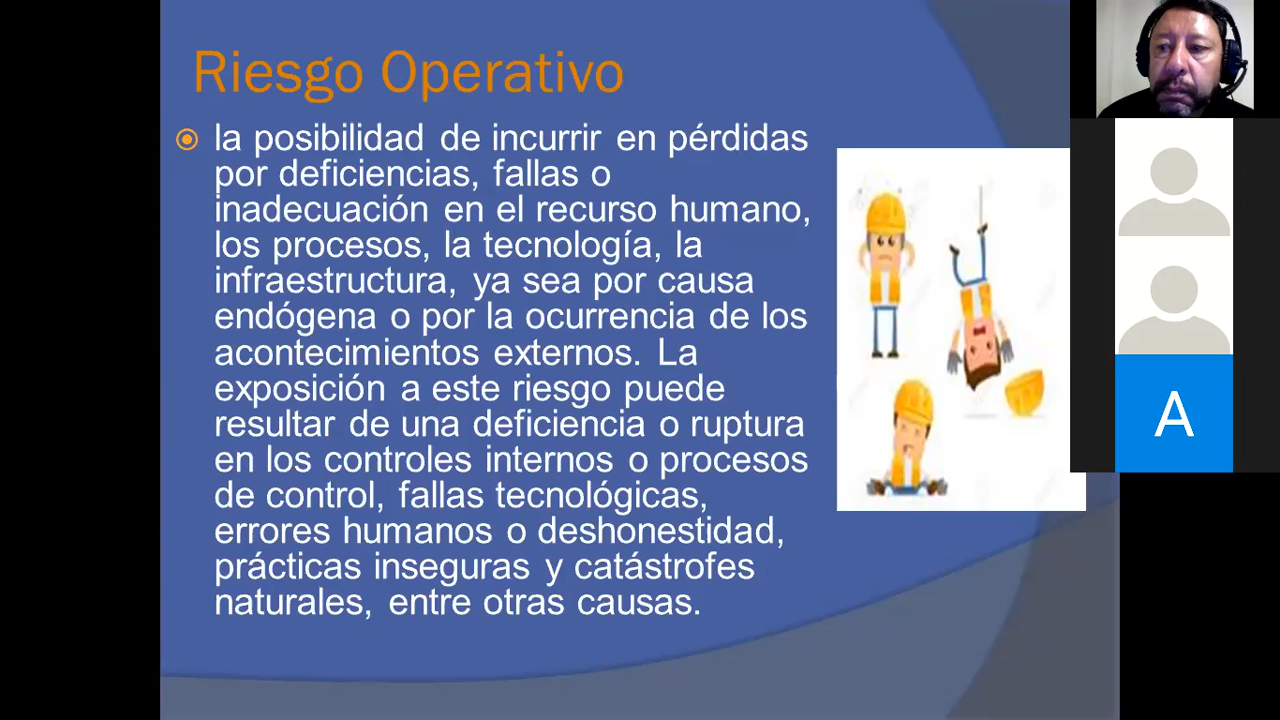 Riesgo Operativo
la posibilidad de incurrir en pérdidas
por deficiencias, fallas o
inadecuación en el recurso humano,
los procesos, la tecnología, la
infraestructura, ya sea por causa
endógena o por la ocurrencia de los
acontecimientos externos. La
exposición a este riesgo puede
resultar de una deficiencia o ruptura
en los controles internos o procesos
de control, fallas tecnológicas,
errores humanos o deshonestidad,
prácticas inseguras y catástrofes
naturales, entre otras causas.
A